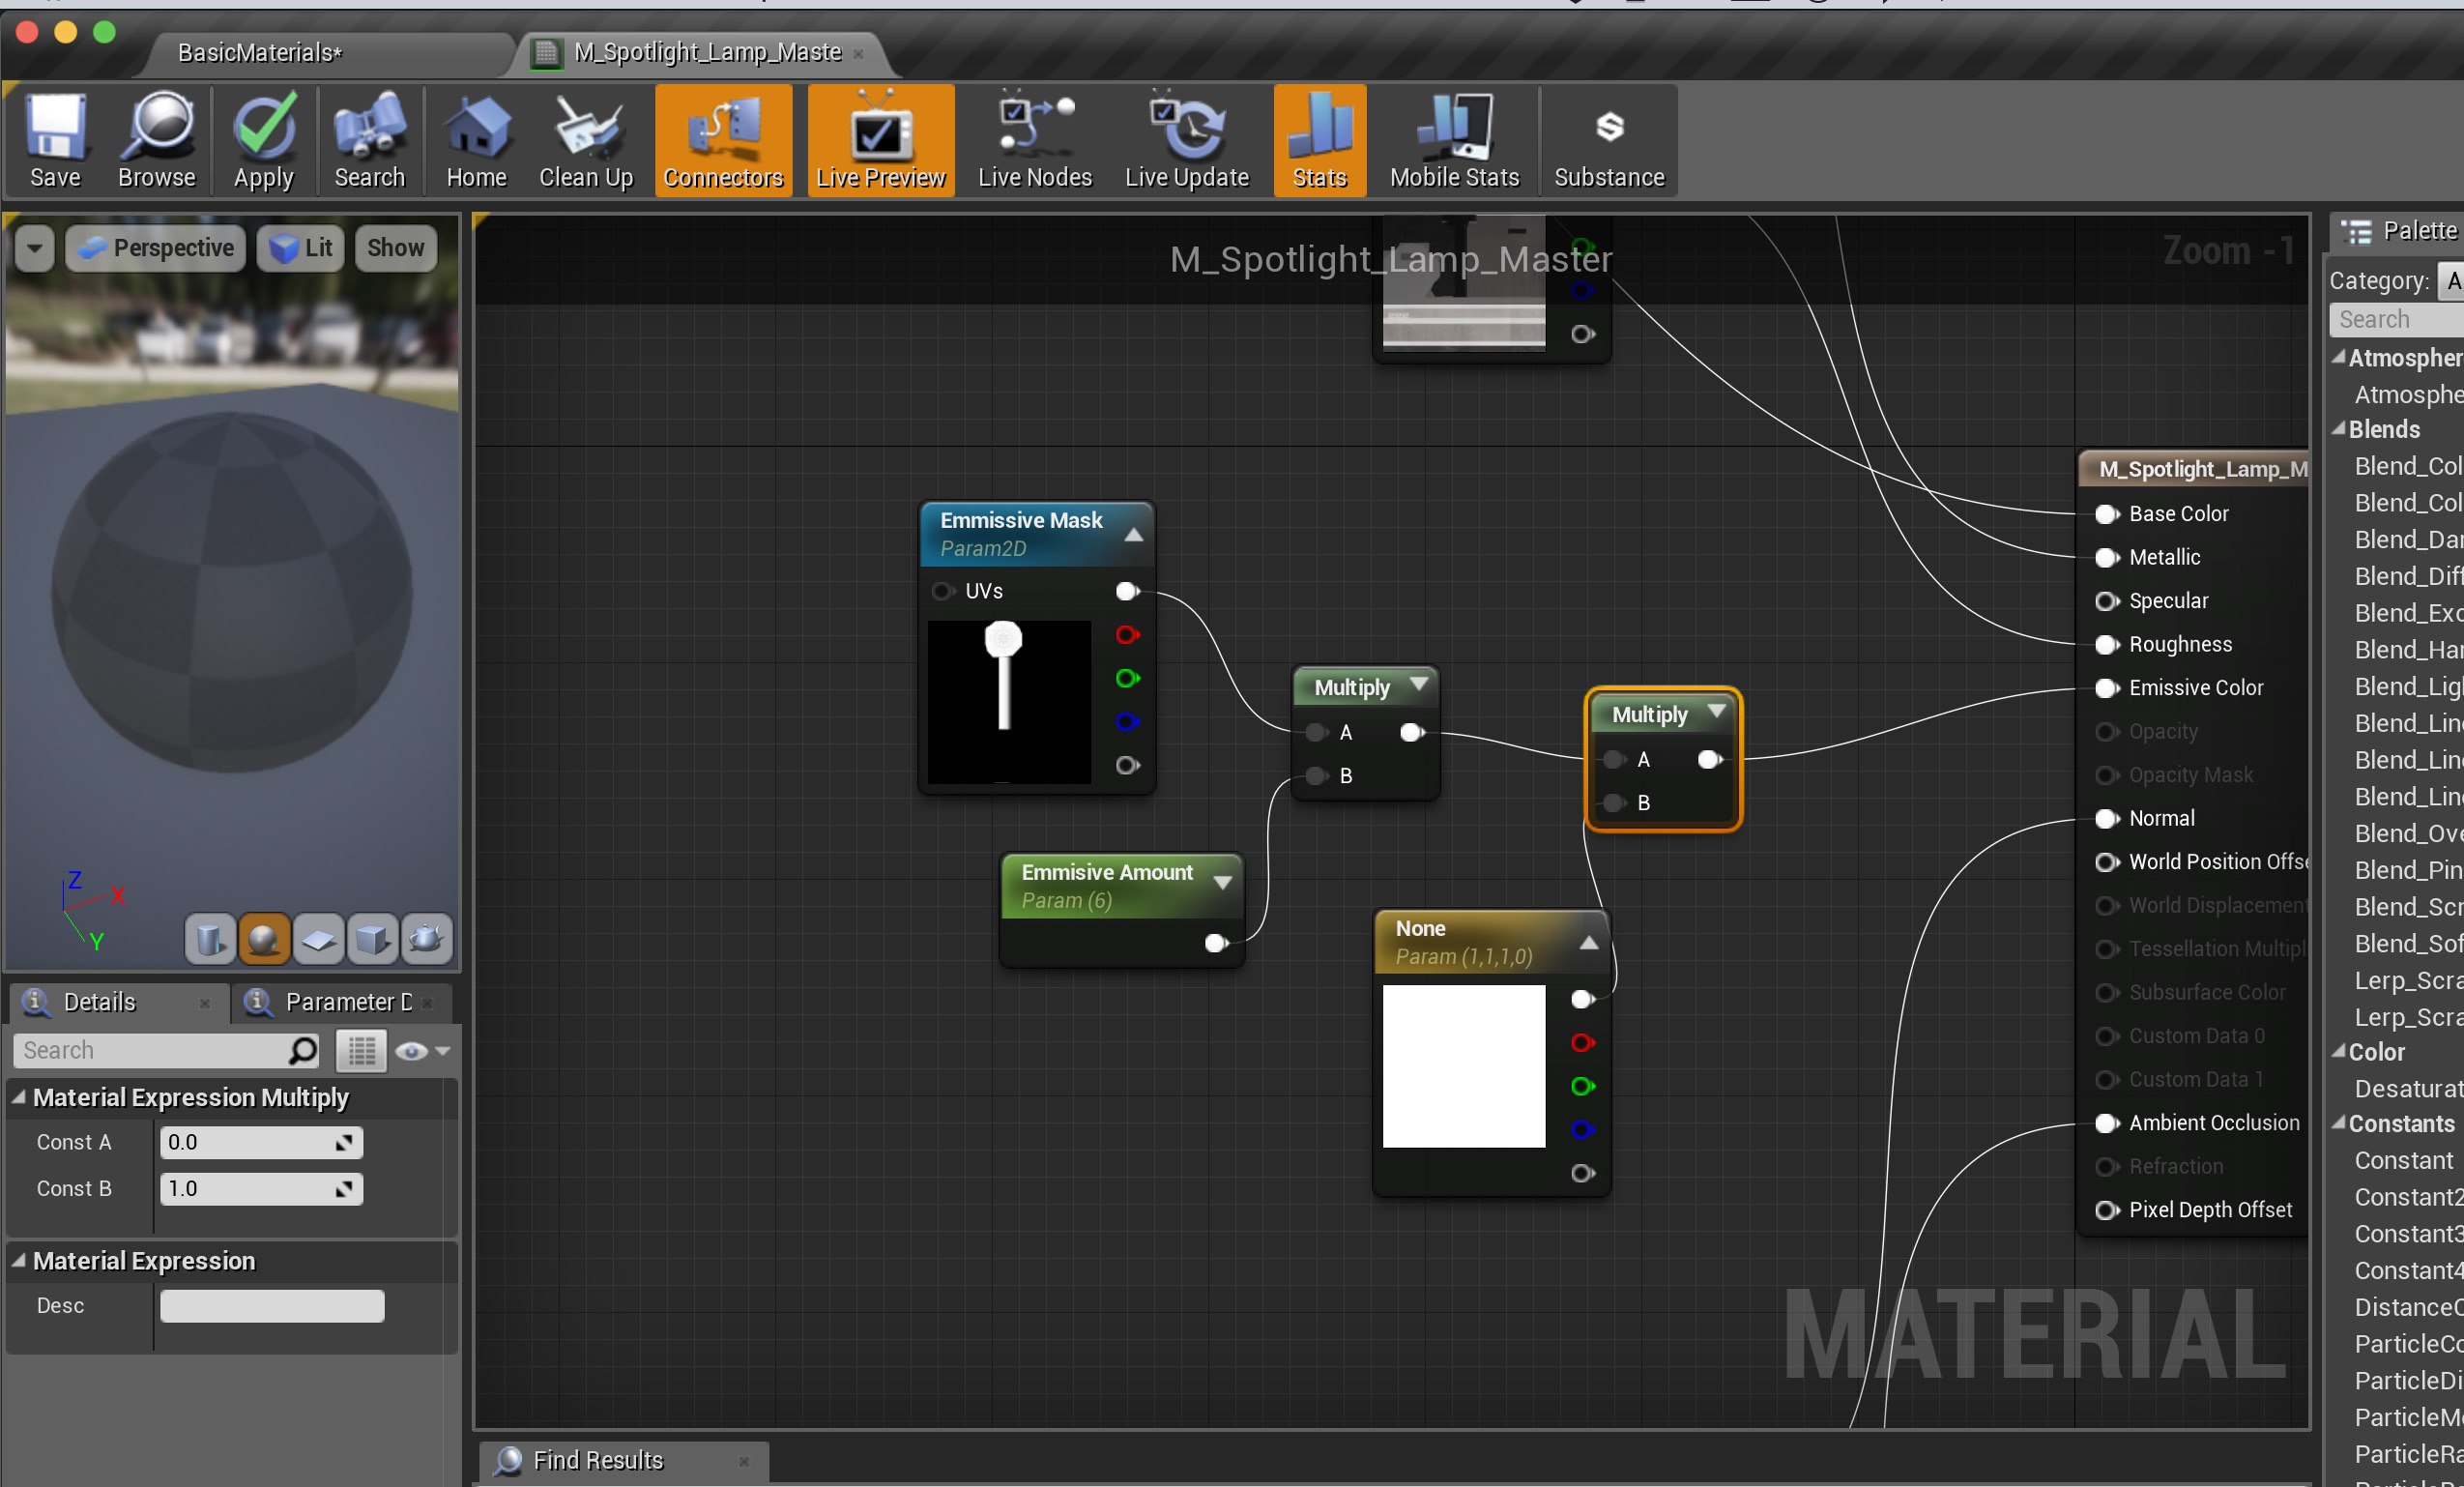 BasicMaterials*
M_Spotlight_Lamp_Maste
Save
Browse
Apply
Search
Home
Clean Up
Connectors
Live Preview
Live Nodes
Live Update
Stats
Mobile Stats
Substance
Perspective
Lit
Show
M_Spotlight_Lamp_Master
Zoom -1
Emmissive Mask
Param2D
UVs
Multiply
A
B
Multiply
A
B
Emmisive Amount
Param (6)
None
Param (1,1,1,0)
M_Spotlight_Lamp_M
Base Color
Metallic
Specular
Roughness
Emissive Color
Opacity
Opacity Mask
Normal
World Position Offse
World Displacement
Tessellation Multipl
Subsurface Color
Custom Data 0
Custom Data 1
Ambient Occlusion
Refraction
Pixel Depth Offset
MATERIAL
Z
X
Y
Details
Parameter D
Search
Material Expression Multiply
Const A 0.0
Const B 1.0
Material Expression
Desc
Find Results
Palette
Category: A
Search
Atmospher
Atmosphe
Blends
Blend_Col
Blend_Col
Blend_Dar
Blend_Diff
Blend_Exc
Blend_Har
Blend_Lig
Blend_Line
Blend_Line
Blend_Line
Blend_Ove
Blend_Pin
Blend_Scr
Blend_Sof
Lerp_Scra
Lerp_Scra
Color
Desaturat
Constants
Constant
Constant2
Constant3
Constant4
DistanceC
ParticleCo
ParticleDi
ParticleMo
ParticleRa